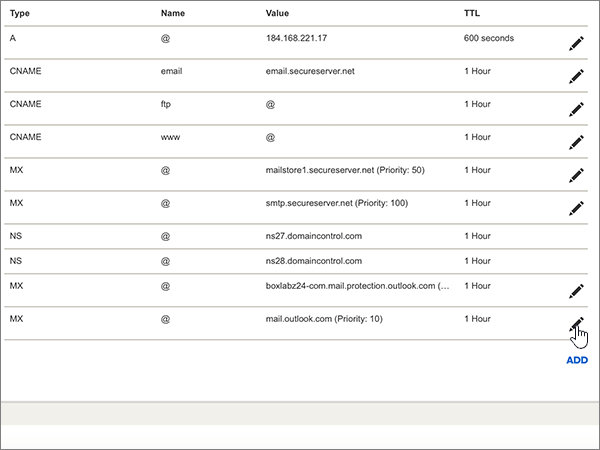 Type Name Value TTL
A @ 184.168.221.17 600 seconds
CNAME email email.secureserver.net 1 Hour
CNAME ftp @ 1 Hour
CNAME www @ 1 Hour
MX @ mailstore1.secureserver.net (Priority: 50) 1 Hour
MX @ smtp.secureserver.net (Priority: 100) 1 Hour
NS @ ns27.domaincontrol.com 1 Hour
NS @ ns28.domaincontrol.com 1 Hour
MX @ boxlabz24-com.mail.protection.outlook.com (... 1 Hour
MX @ mail.outlook.com (Priority: 10) 1 Hour
ADD